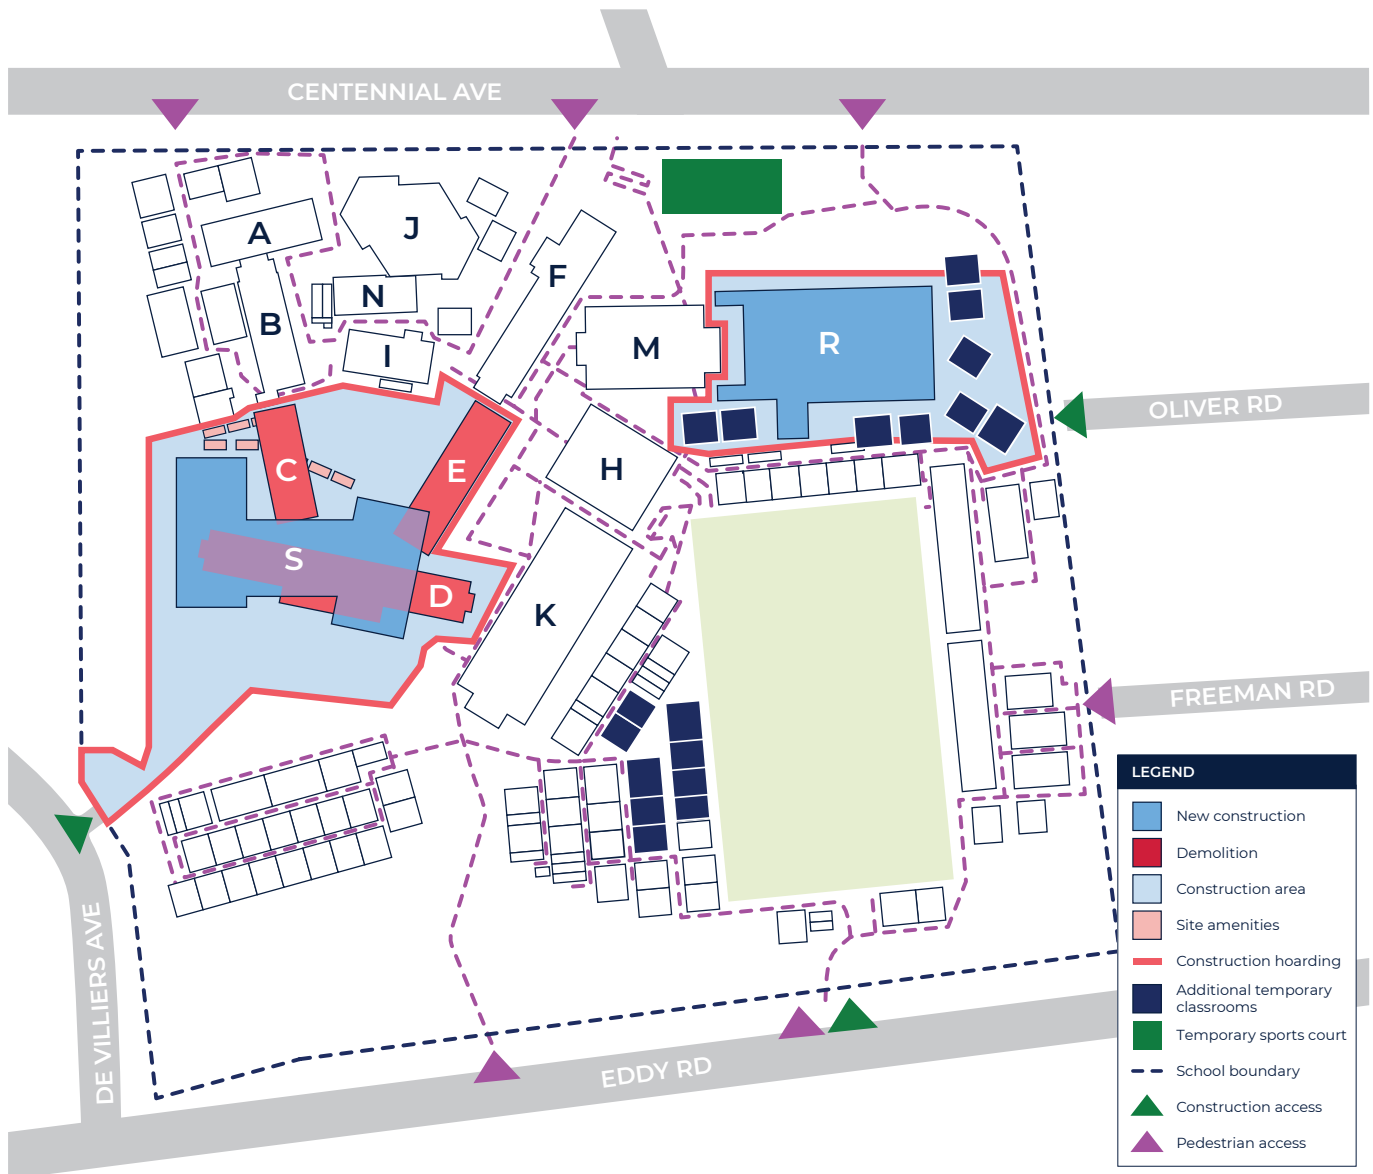 CENTENNIAL AVE
A
J
F
N
B
I
M
R
OLIVER RD
C
E
H
S
D
K
FREEMAN RD
LEGEND
New construction
Demolition
Construction area
Site amenities
Construction hoarding
Additional temporary
classrooms
Temporary sports court
School boundary
Construction access
Pedestrian access
DE VILLIERS AVE
EDDY RD